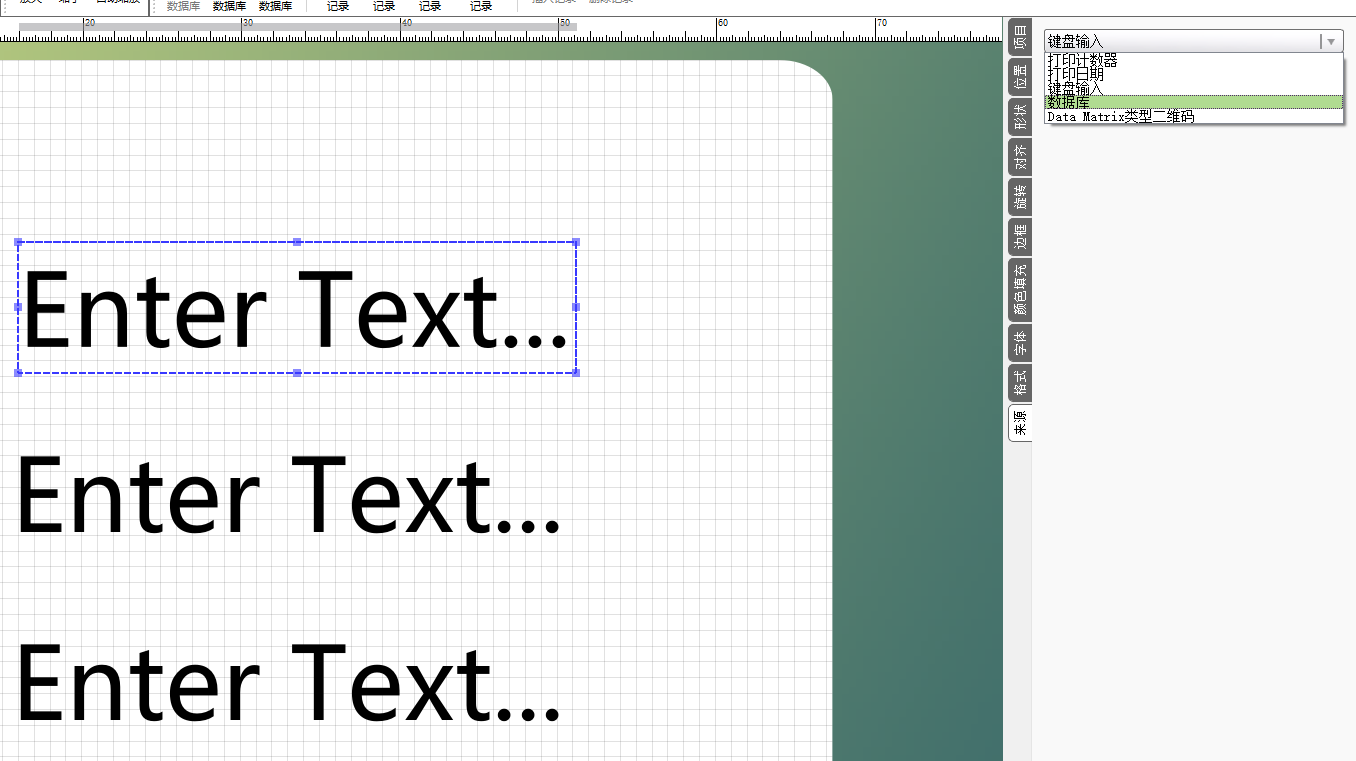 数据库 数据库 数据库 记录 记录 记录 记录
20 30 40 50 60 70
键盘输入
打印计数器
打印日期
键盘输入
数据库
Data Matrix类型二维码
项目
位置
形状
对齐
旋转
边框
颜色填充
字体
格式
来源
Enter Text...
Enter Text...
Enter Text...